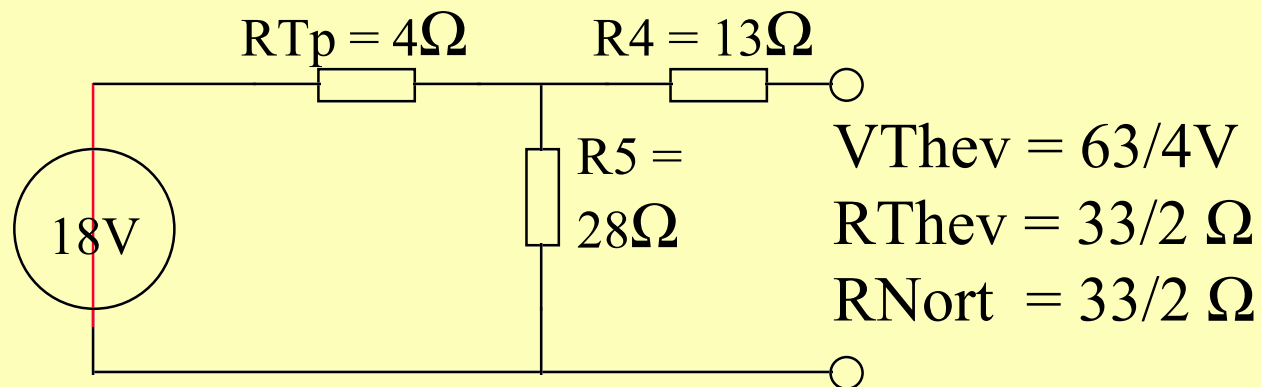 RTp = 4Ω
R4 = 13Ω
R5 =
28Ω
18V
VThev = 63/4V
RThev = 33/2 Ω
RNort = 33/2 Ω